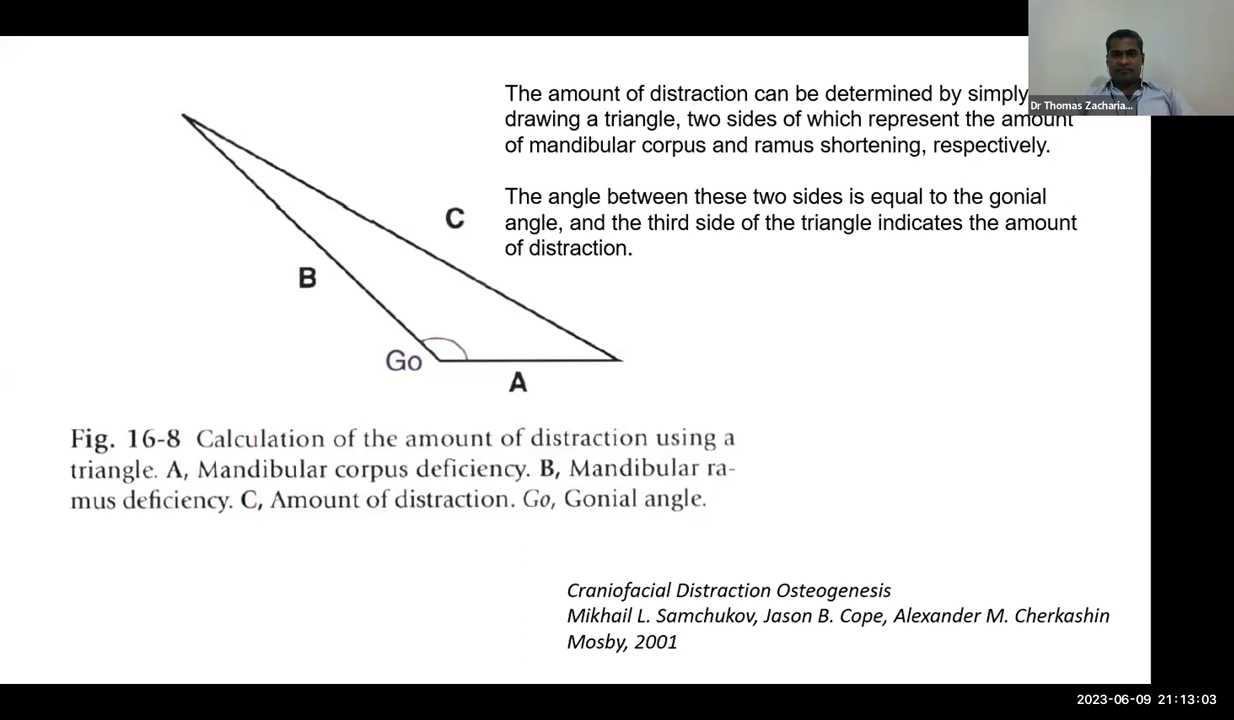 The amount of distraction can be determined by simply
Dr Thomas Zacharia...
drawing a triangle, two sides of which represent the amount
of mandibular corpus and ramus shortening, respectively.
The angle between these two sides is equal to the gonial
angle, and the third side of the triangle indicates the amount
of distraction.
C
B
Go
A
Fig. 16-8 Calculation of the amount of distraction using a
triangle. A, Mandibular corpus deficiency. B, Mandibular ra-
mus deficiency. C, Amount of distraction. Go, Gonial angle.
Craniofacial Distraction Osteogenesis
Mikhail L. Samchukov, Jason B. Cope, Alexander M. Cherkashin
Mosby, 2001
2023-06-09 21:13:03